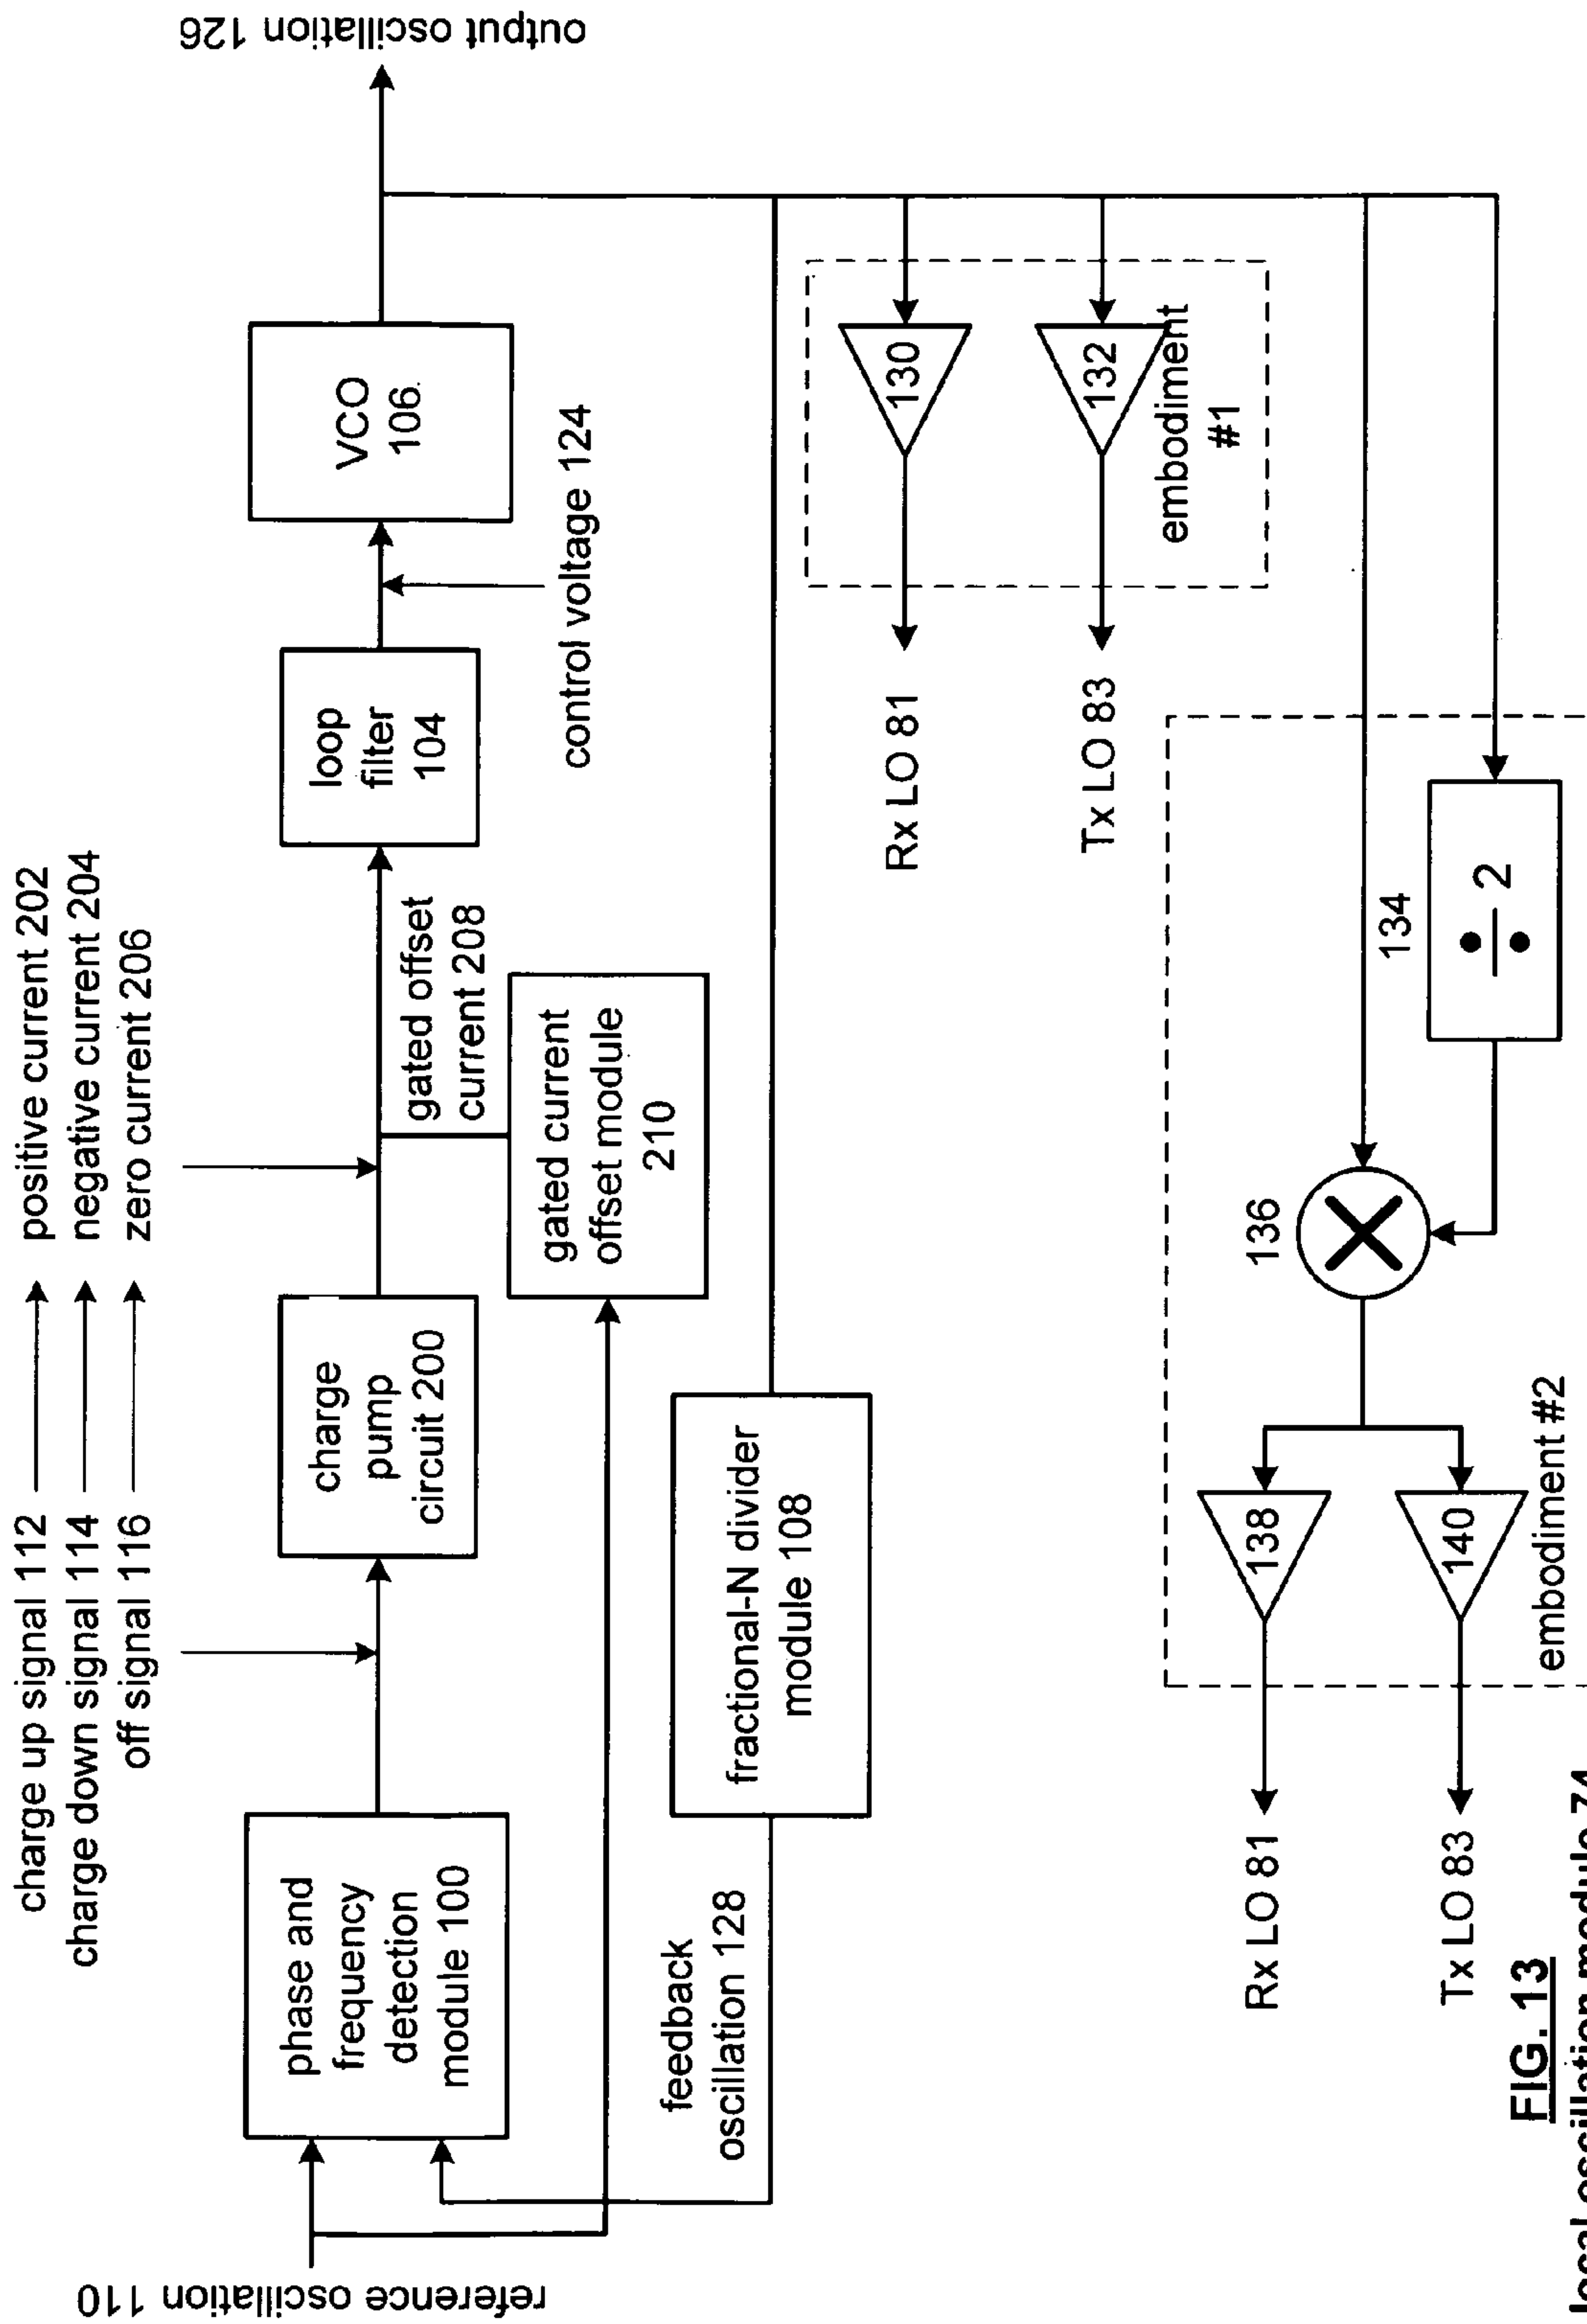 charge up signal 112
positive current 202
charge down signal 114
negative current 204
off signal 116
zero current 206
reference oscillation 110
phase and
frequency
detection
module 100
charge
pump
circuit 200
gated offset
current 208
gated current
offset module
210
loop
filter
104
control voltage 124
VCO
106.
output oscillation 126
feedback
oscillation 128
fractional-N divider
module 108
130
132
embodiment
#1
Rx LO 81
Tx LO 83
134
÷ 2
136
138
140
embodiment #2
Rx LO 81
Tx LO 83
FIG. 13
local oscillation module 74